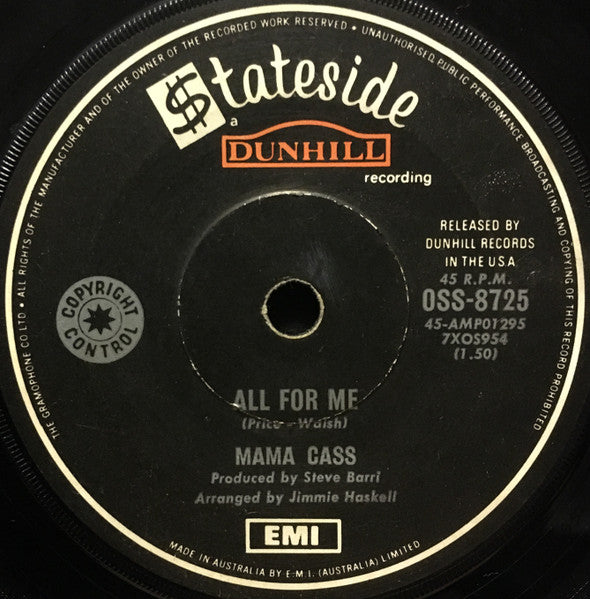 THE GRAMOPHONE CO LTD • ALL RIGHTS OF THE MANUFACTURER AND OF THE OWNER OF THE RECORDED WORK RESERVED • UNAUTHORISED PUBLIC PERFORMANCE BROADCASTING AND COPYING OF THIS RECORD PROHIBITED
$tateside
a
DUNHILL
recording
RELEASED BY
DUNHILL RECORDS
IN THE U.S.A
45 R.P.M.
OSS-8725
45-AMP01295
7XOS954
(1.50)
COPYRIGHT
CONTROL
ALL FOR ME
(Price - Walsh)
MAMA CASS
Produced by Steve Barri
Arranged by Jimmie Haskell
EMI
MADE IN AUSTRALIA BY E.M.I. (AUSTRALIA) LIMITED